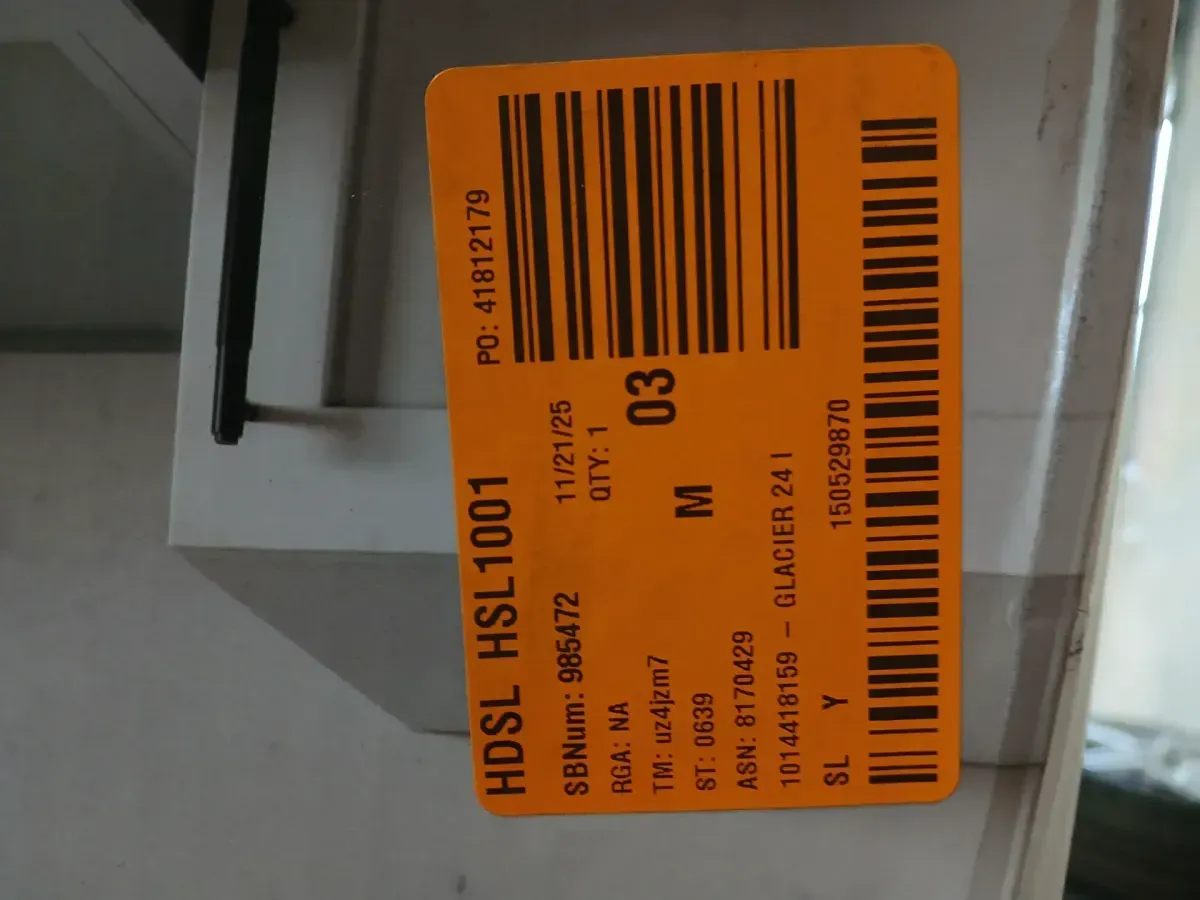 HDSL HSL1001
PO: 41812179
SBNum: 985472
11/21/25
RGA: NA
QTY: 1
TM: uz4jzm7
03
ST: 0639
M
ASN: 8170429
1014418159 – GLACIER 24 I
SL Y
150529870